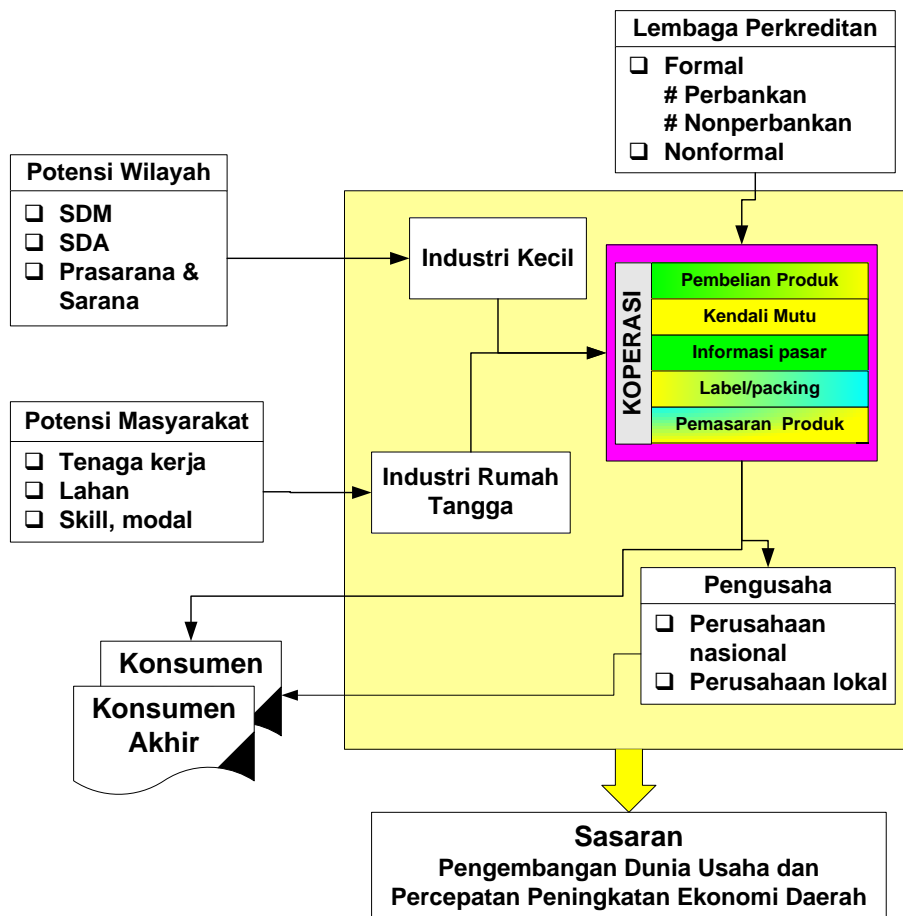 Lembaga Perkreditan
❑ Formal
# Perbankan
# Nonperbankan
❑ Nonformal
Potensi Wilayah
❑ SDM
❑ SDA
❑ Prasarana &
Sarana
Industri Kecil
KOPERASI
Pembelian Produk
Kendali Mutu
Informasi pasar
Label/packing
Pemasaran Produk
Potensi Masyarakat
❑ Tenaga kerja
❑ Lahan
❑ Skill, modal
Industri Rumah
Tangga
Pengusaha
❑ Perusahaan
nasional
❑ Perusahaan lokal
Konsumen
Konsumen
Akhir
Sasaran
Pengembangan Dunia Usaha dan
Percepatan Peningkatan Ekonomi Daerah